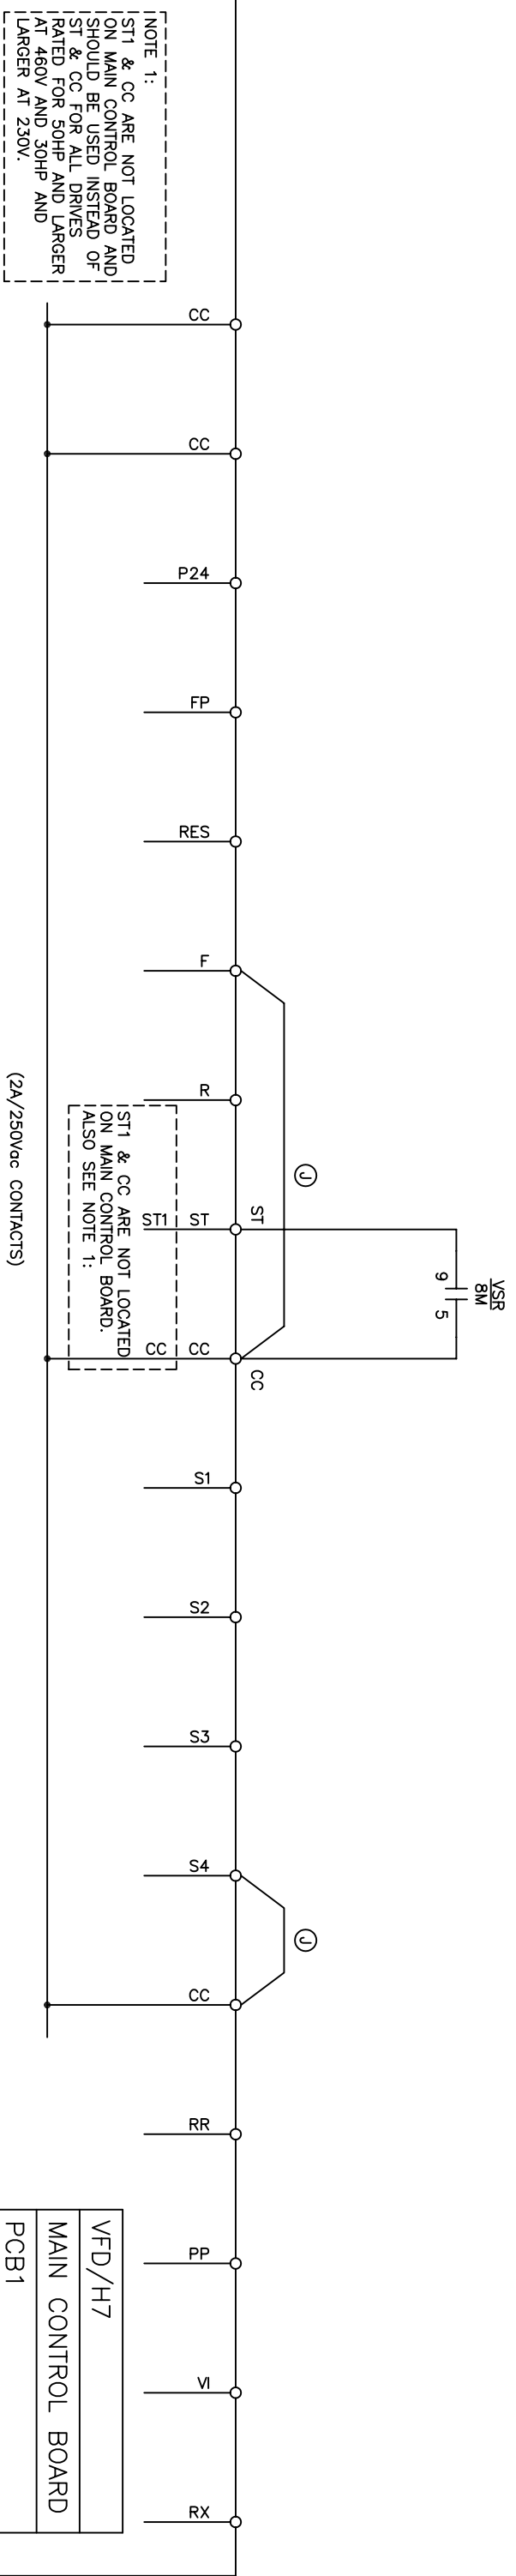 NOTE 1:
ST1 & CC ARE NOT LOCATED
ON MAIN CONTROL BOARD AND
SHOULD BE USED INSTEAD OF
ST & CC FOR ALL DRIVES
RATED FOR 50HP AND LARGER
AT 460V AND 30HP AND
LARGER AT 230V.
CC
CC
P24
FP
RES
F
R
J
ST
ST
ST1
VSR
8M
9
5
ST1 & CC ARE NOT LOCATED
ON MAIN CONTROL BOARD.
ALSO SEE NOTE 1:
(2A/250Vac CONTACTS)
CC
CC
CC
S1
S2
S3
S4
J
CC
RR
PP
VI
RX
VFD/H7
MAIN CONTROL BOARD
PCB1